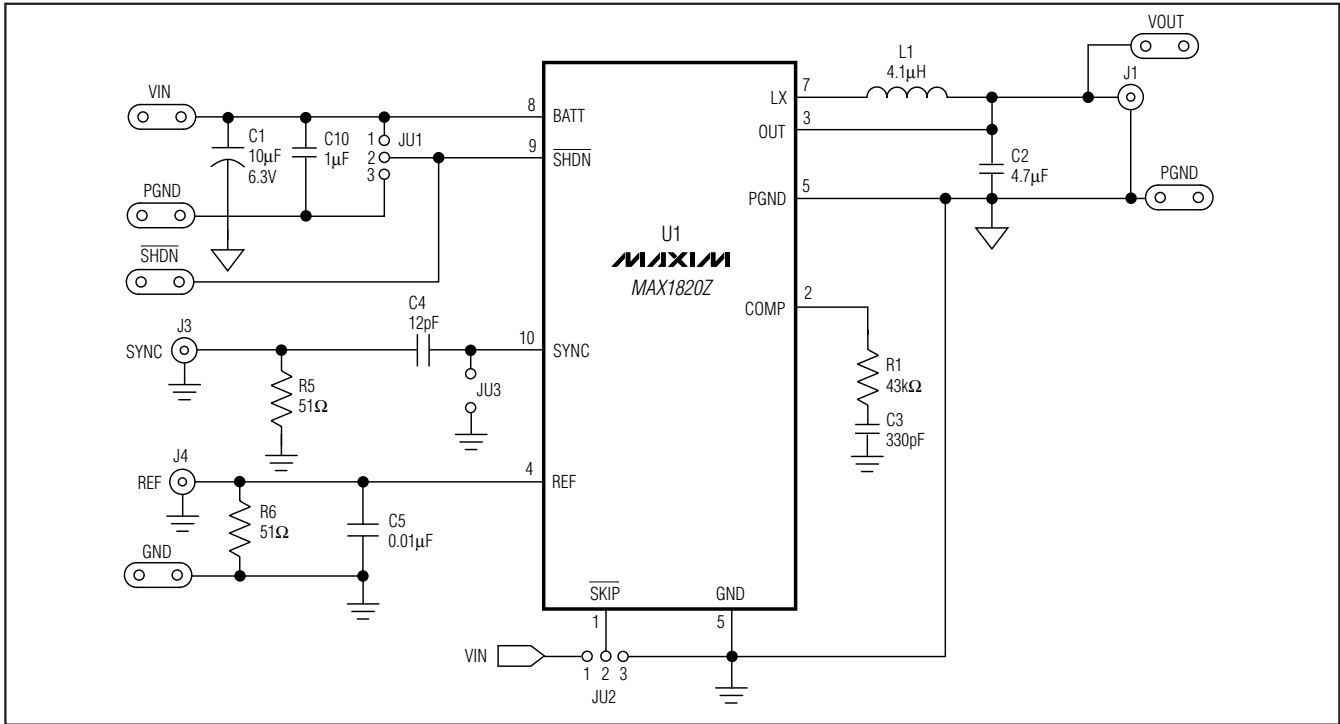 VIN
C1
10µF
6.3V
C10
1µF
1
2
3
JU1
PGND
SHDN
8
BATT
9
SHDN
J3
SYNC
R5
51Ω
C4
12pF
JU3
10
SYNC
J4
REF
R6
51Ω
C5
0.01µF
GND
4
REF
U1
MAXIM
MAX1820Z
LX
7
OUT
3
PGND
5
COMP
2
L1
4.1µH
VOUT
J1
C2
4.7µF
PGND
R1
43kΩ
C3
330pF
SKIP
GND
1
5
VIN
1 2 3
JU2